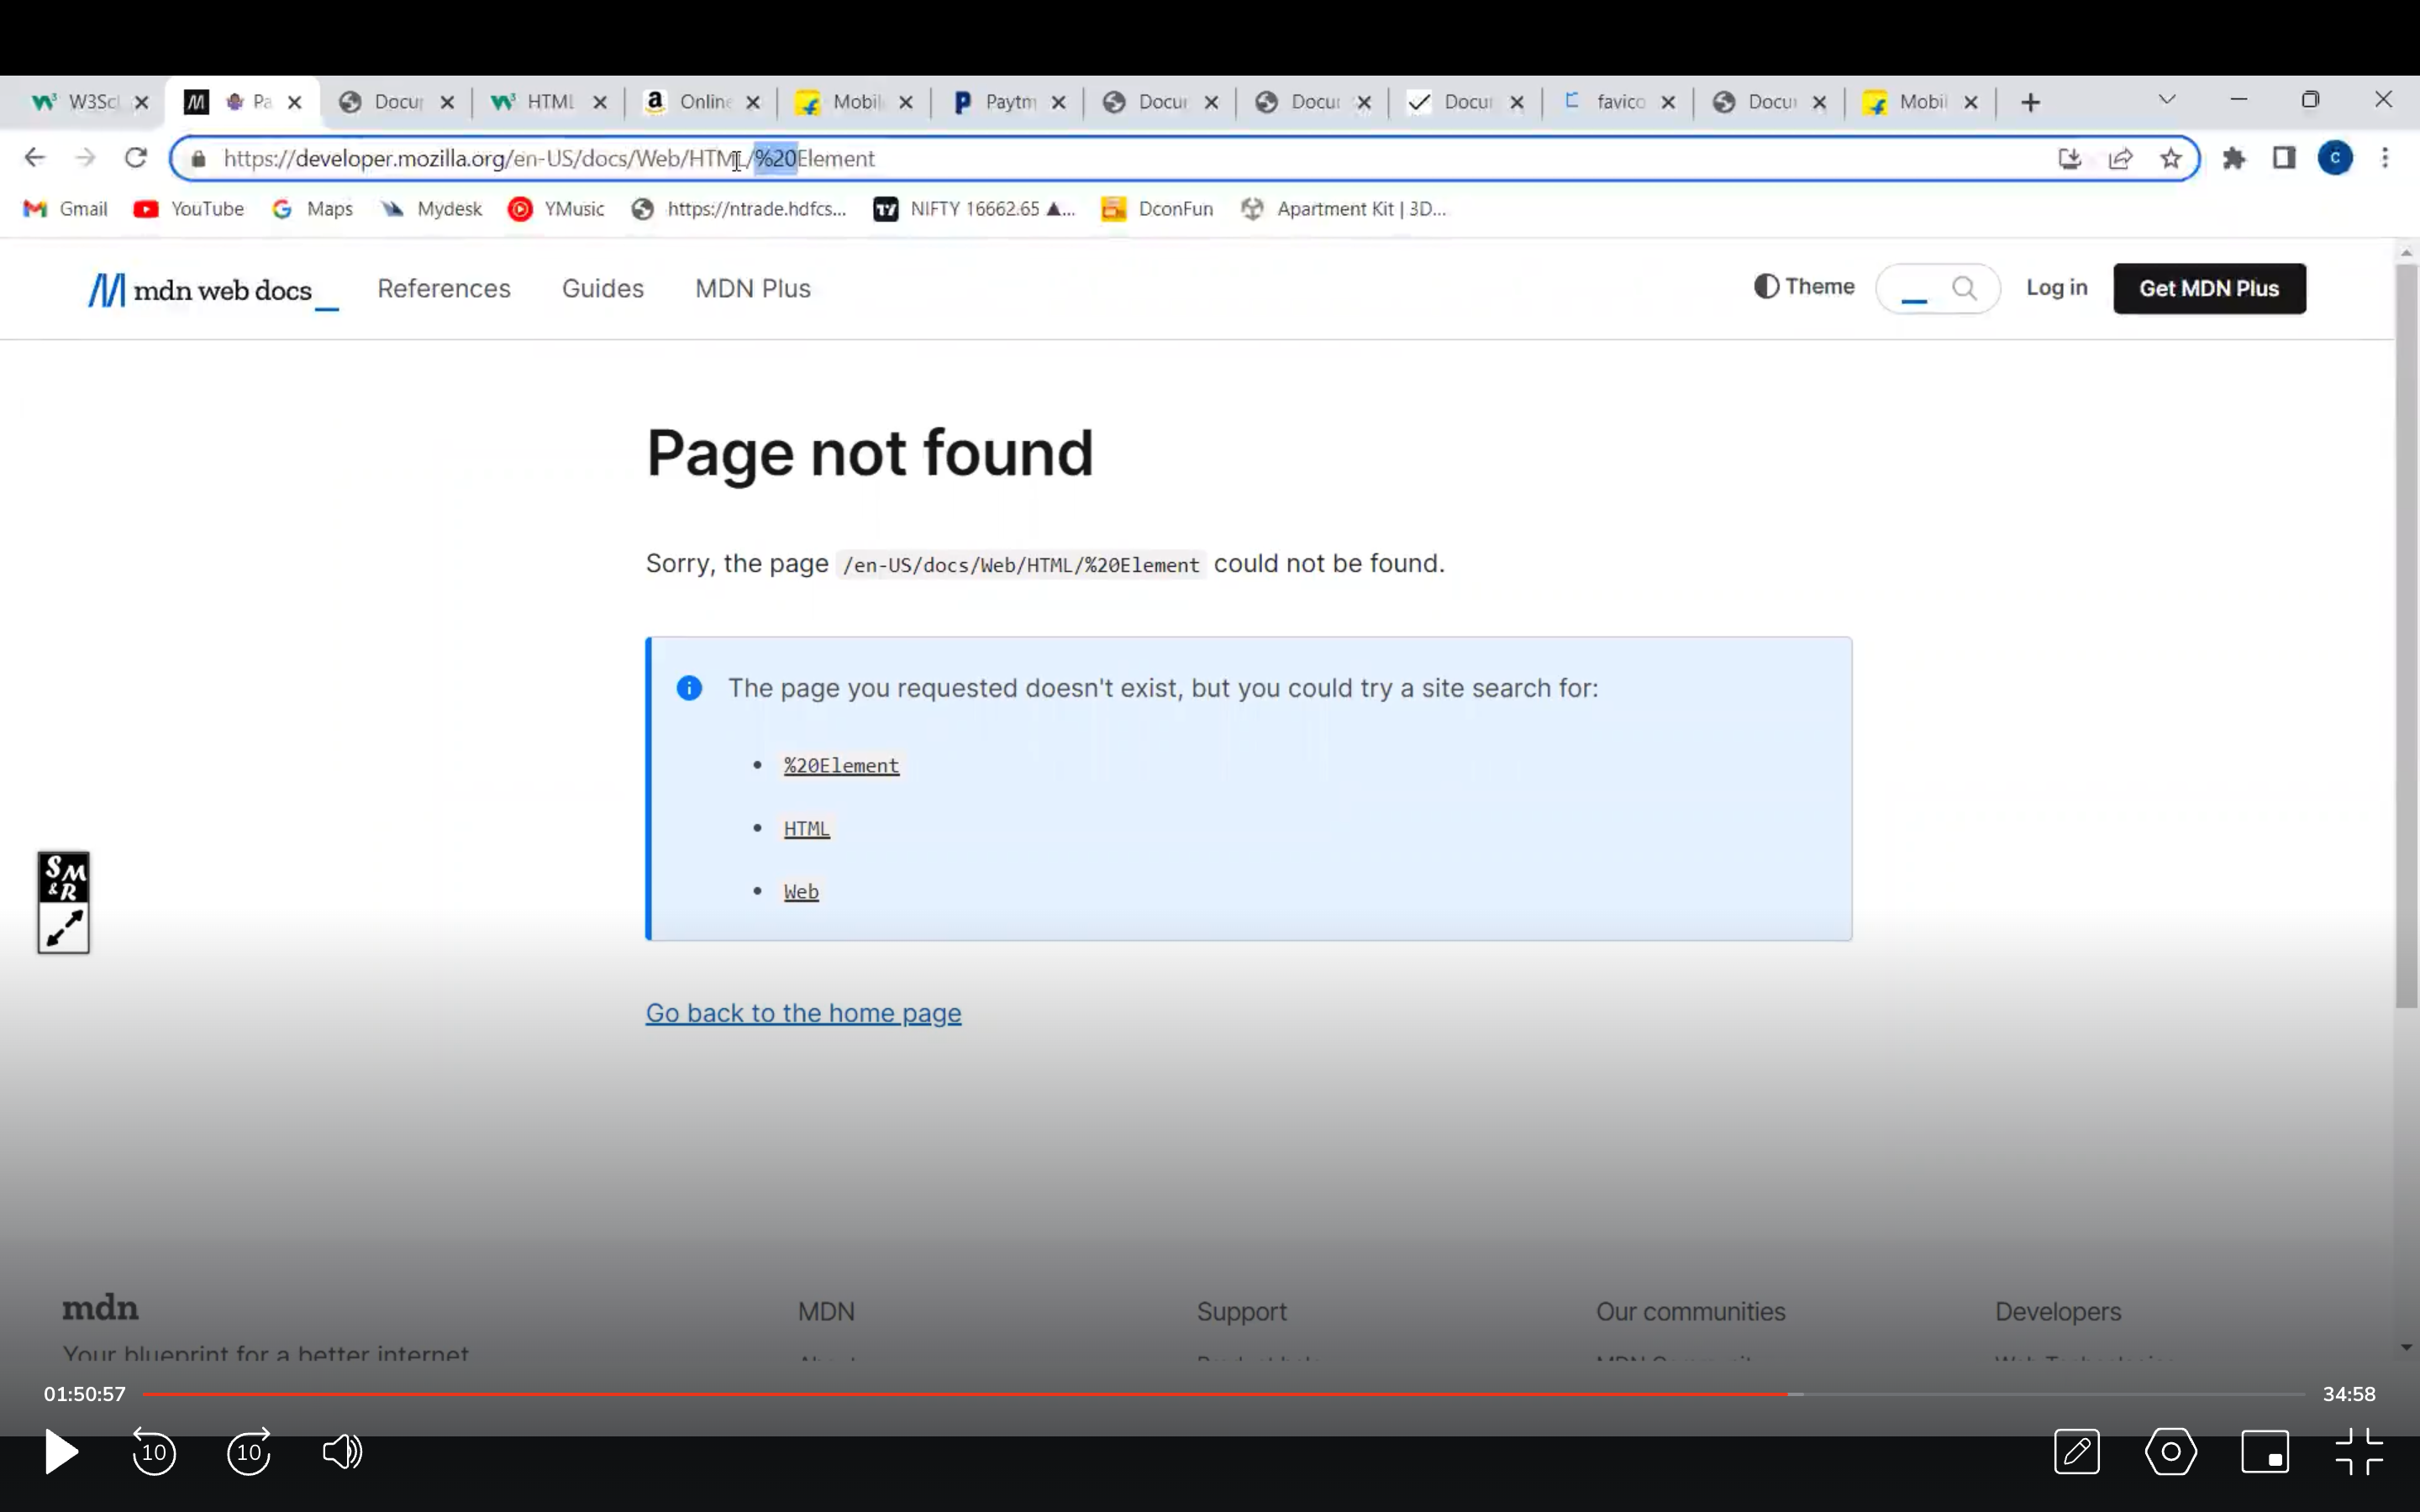 W3Sc Pa Docu HTML Online Mobil Paytm Docu Docu Docu favico Docu Mobil
https://developer.mozilla.org/en-US/docs/Web/HTML/%20Element C
Gmail YouTube Maps Mydesk YMusic https://ntrade.hdfcs... NIFTY 16662.65 ▲... DconFun Apartment Kit | 3D...
mdn web docs_ References Guides MDN Plus Theme Log in Get MDN Plus
Page not found
Sorry, the page /en-US/docs/Web/HTML/%20Element could not be found.
The page you requested doesn't exist, but you could try a site search for:
• %20Element
• HTML
• Web
SM
&R
Go back to the home page
mdn MDN Support Our communities Developers
Your blueprint for a better internet
01:50:57 34:58
10 10